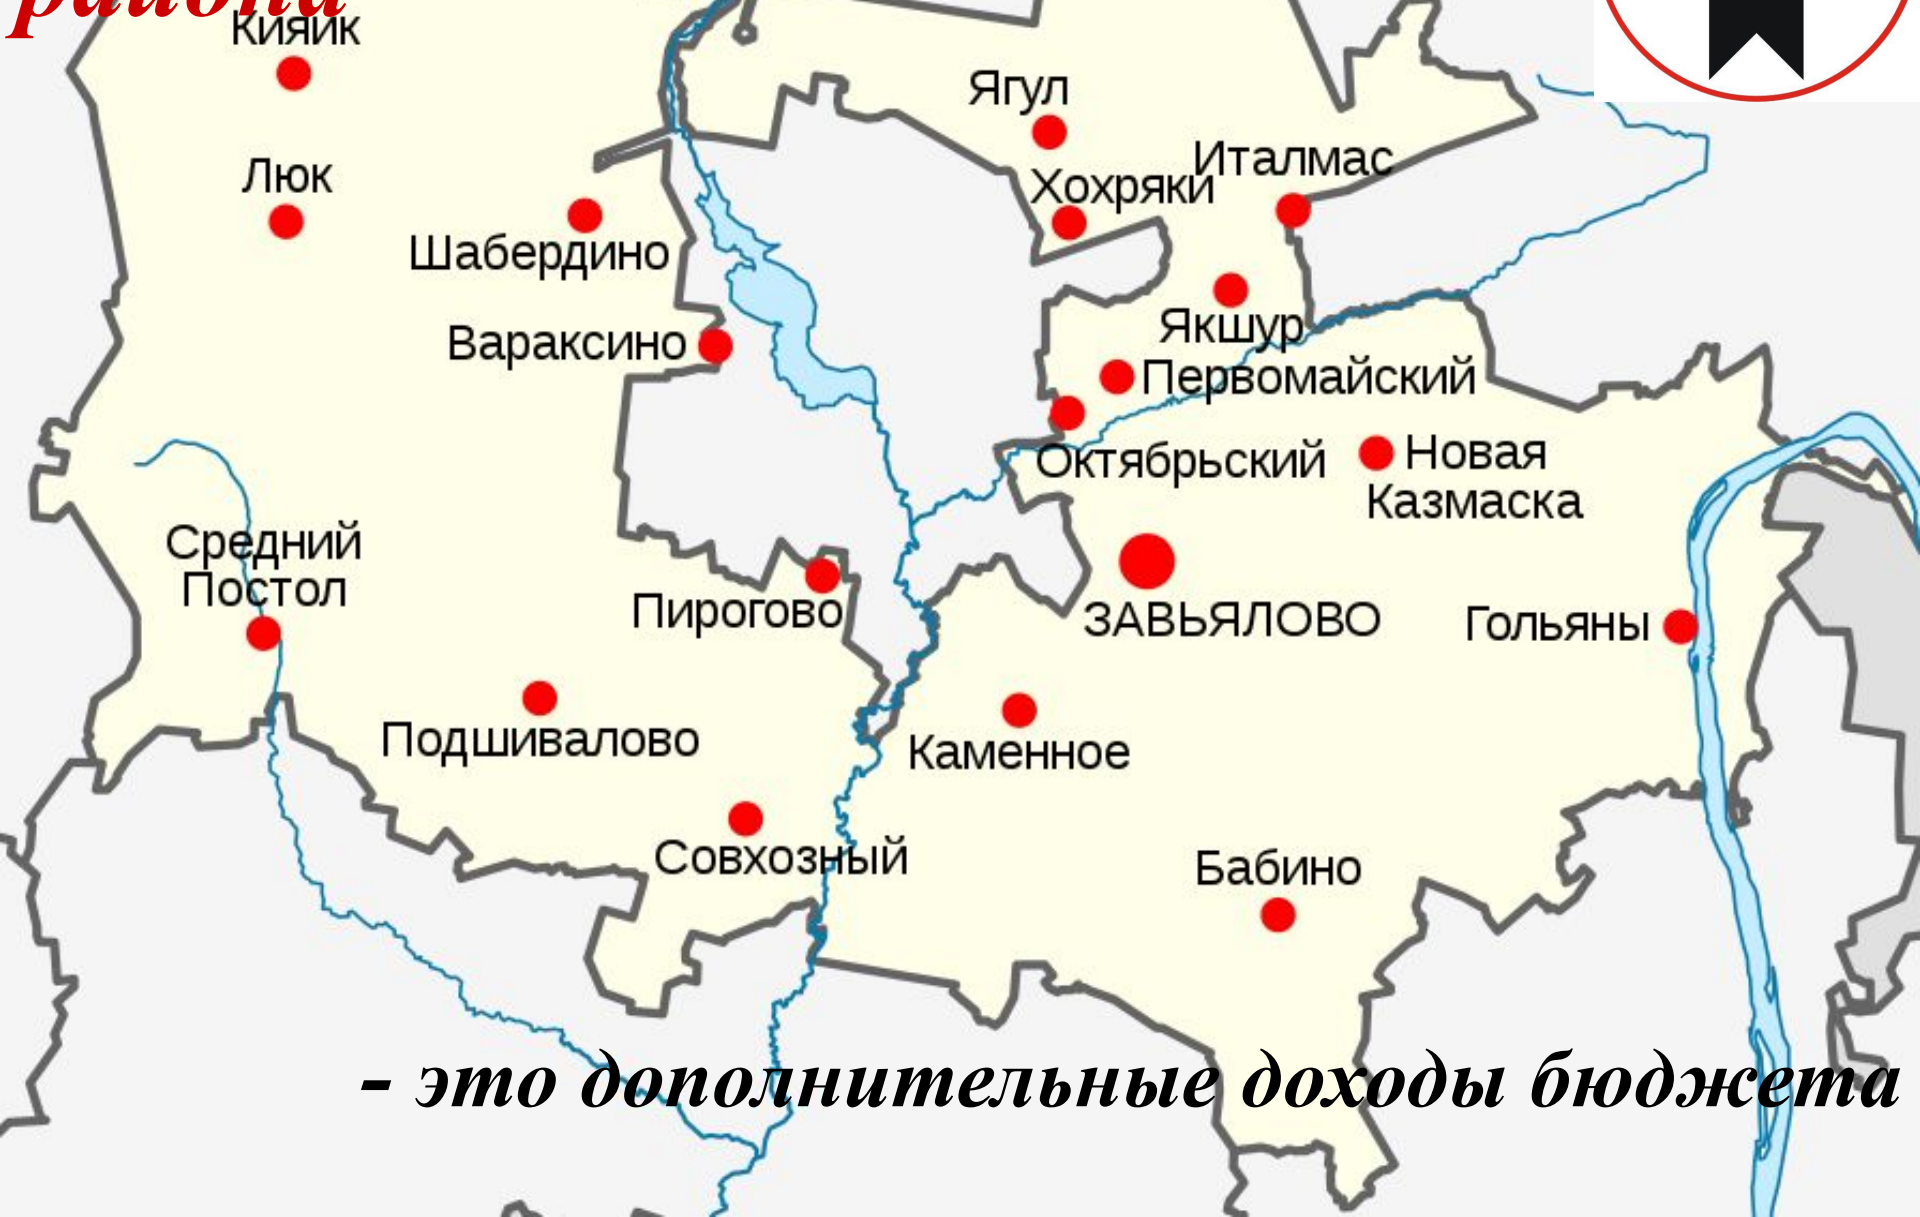 района
Кияик
Ягул
Италмас
Люк
Хохряки
Шабердино
Якшур
Вараксино
Первомайский
Октябрьский
Новая
Казмаска
Средний
Постол
Пирогово
ЗАВЬЯЛОВО
Гольяны
Подшивалово
Каменное
Совхозный
Бабино
- это дополнительные доходы бюджета